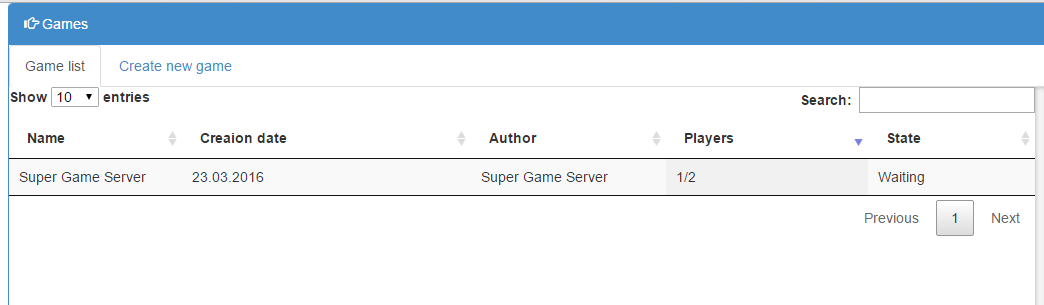 Games
Game list Create new game
Show 10 entries Search:
Name Creaion date Author Players State
Super Game Server 23.03.2016 Super Game Server 1/2 Waiting
Previous 1 Next